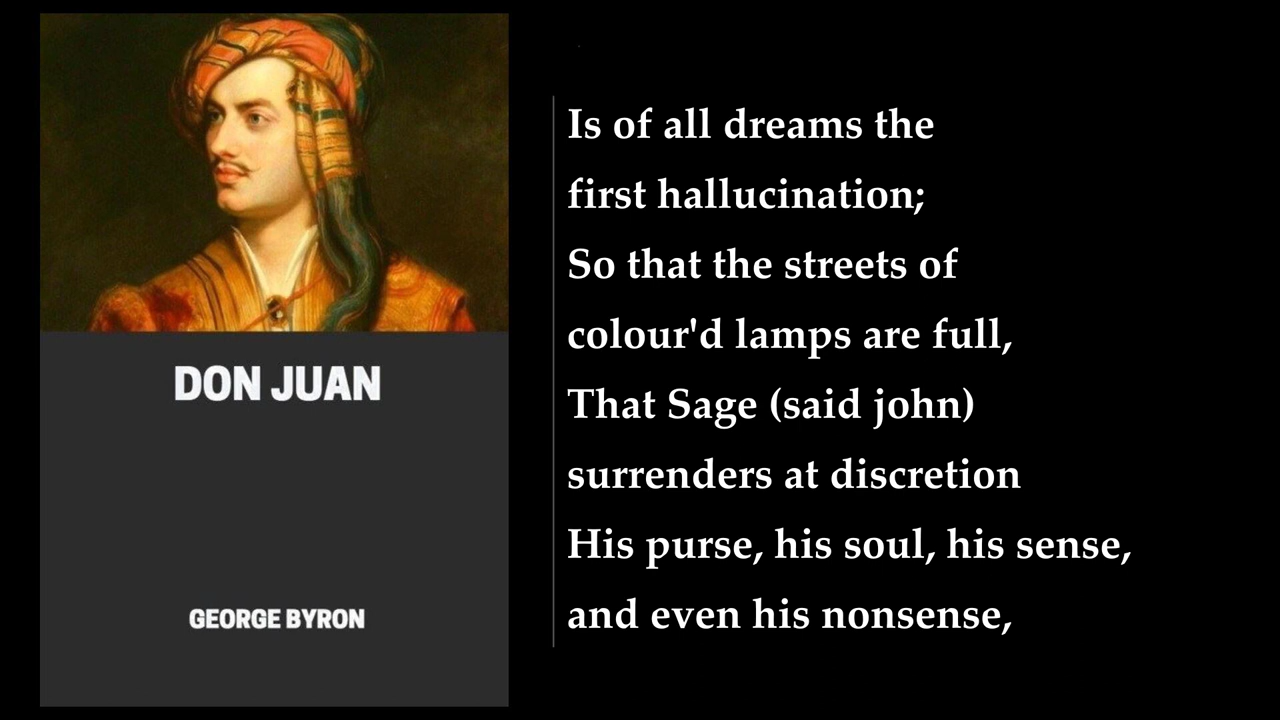 DON JUAN
GEORGE BYRON
Is of all dreams the
first hallucination;
So that the streets of
colour'd lamps are full,
That Sage (said john)
surrenders at discretion
His purse, his soul, his sense,
and even his nonsense,